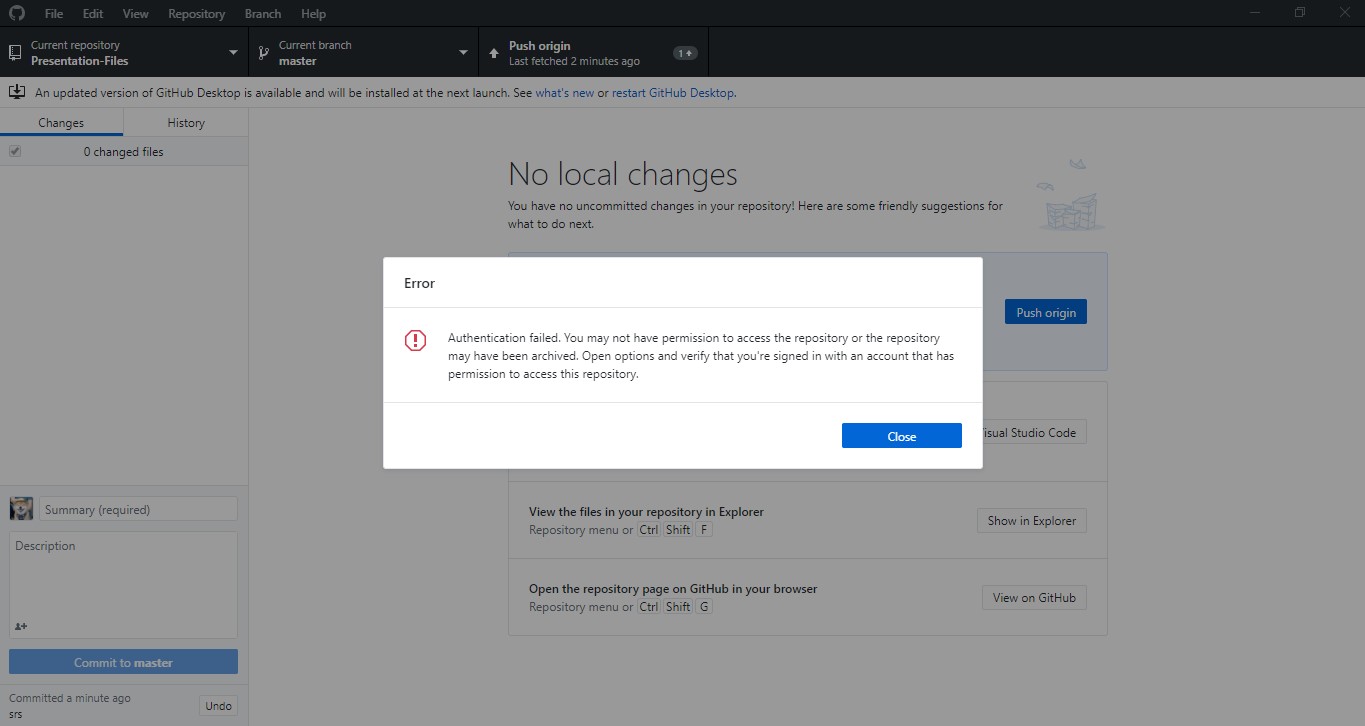 File Edit View Repository Branch Help
Current repository
Presentation-Files
Current branch
master
Push origin
Last fetched 2 minutes ago
1
An updated version of GitHub Desktop is available and will be installed at the next launch. See what's new or restart GitHub Desktop.
Changes
History
0 changed files
No local changes
You have no uncommitted changes in your repository! Here are some friendly suggestions for
what to do next.
Push origin
Error
Authentication failed. You may not have permission to access the repository or the repository
may have been archived. Open options and verify that you're signed in with an account that has
permission to access this repository.
Close
isual Studio Code
View the files in your repository in Explorer
Repository menu or Ctrl Shift F
Show in Explorer
Open the repository page on GitHub in your browser
Repository menu or Ctrl Shift G
View on GitHub
Summary (required)
Description
Commit to master
Committed a minute ago
srs
Undo